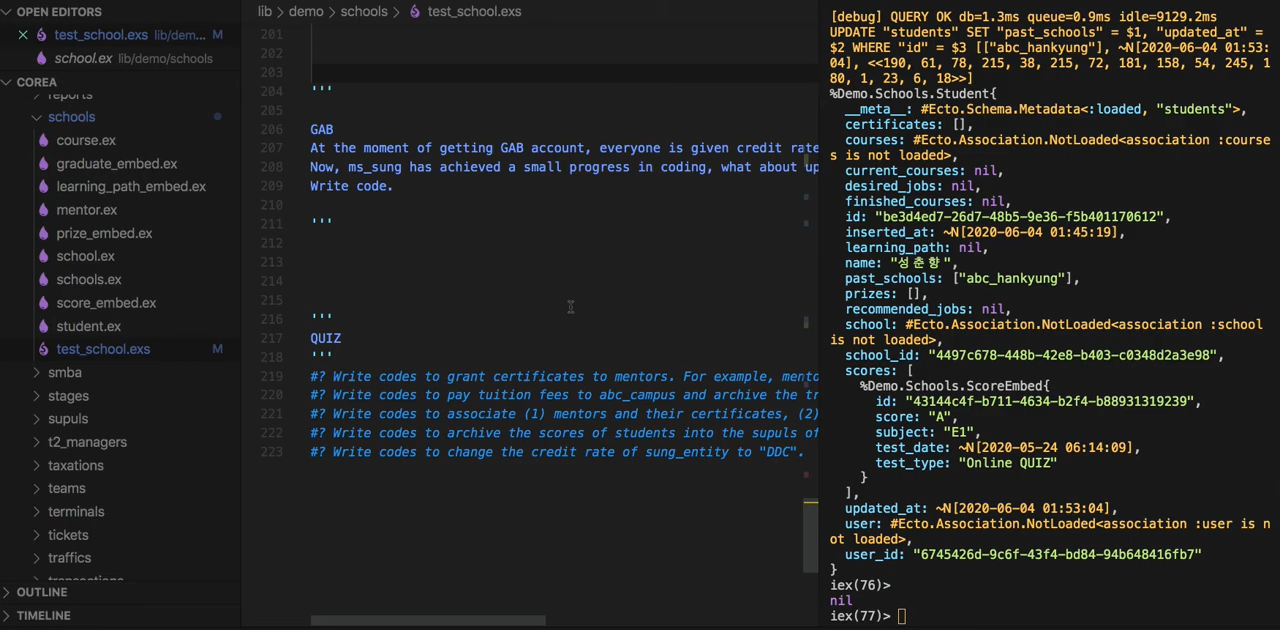 OPEN EDITORS
test_school.exs lib/dem... M
school.ex lib/demo/schools
COREA
reports
schools
course.ex
graduate_embed.ex
learning_path_embed.ex
mentor.ex
prize_embed.ex
school.ex
schools.ex
score_embed.ex
student.ex
test_school.exs M
smba
stages
supuls
t2_managers
taxations
teams
terminals
tickets
traffics
transactions
OUTLINE
TIMELINE
lib > demo > schools > test_school.exs
201
202
203
204 '''
205
206 GAB
207 At the moment of getting GAB account, everyone is given credit rate
208 Now, ms_sung has achieved a small progress in coding, what about up
209 Write code.
210
211 '''
212
213
214
215
216 '''
217 QUIZ
218 '''
219 #? Write codes to grant certificates to mentors. For example, mento
220 #? Write codes to pay tuition fees to abc_campus and archive the tr
221 #? Write codes to associate (1) mentors and their certificates, (2)
222 #? Write codes to archive the scores of students into the supuls of
223 #? Write codes to change the credit rate of sung_entity to "DDC".
[debug] QUERY OK db=1.3ms queue=0.9ms idle=9129.2ms
UPDATE "students" SET "past_schools" = $1, "updated_at" =
$2 WHERE "id" = $3 [["abc_hankyung"], ~N[2020-06-04 01:53:
04], <<190, 61, 78, 215, 38, 215, 72, 181, 158, 54, 245, 1
80, 1, 23, 6, 18>>]
%Demo.Schools.Student{
__meta__: #Ecto.Schema.Metadata<:loaded, "students">,
certificates: [],
courses: #Ecto.Association.NotLoaded<association :course
s is not loaded>,
current_courses: nil,
desired_jobs: nil,
finished_courses: nil,
id: "be3d4ed7-26d7-48b5-9e36-f5b401170612",
inserted_at: ~N[2020-06-04 01:45:19],
learning_path: nil,
name: "성춘향",
past_schools: ["abc_hankyung"],
prizes: [],
recommended_jobs: nil,
school: #Ecto.Association.NotLoaded<association :school
is not loaded>,
school_id: "4497c678-448b-42e8-b403-c0348d2a3e98",
scores: [
%Demo.Schools.ScoreEmbed{
id: "43144c4f-b711-4634-b2f4-b88931319239",
score: "A",
subject: "E1",
test_date: ~N[2020-05-24 06:14:09],
test_type: "Online QUIZ"
}
],
updated_at: ~N[2020-06-04 01:53:04],
user: #Ecto.Association.NotLoaded<association :user is n
ot loaded>,
user_id: "6745426d-9c6f-43f4-bd84-94b648416fb7"
}
iex(76)>
nil
iex(77)>